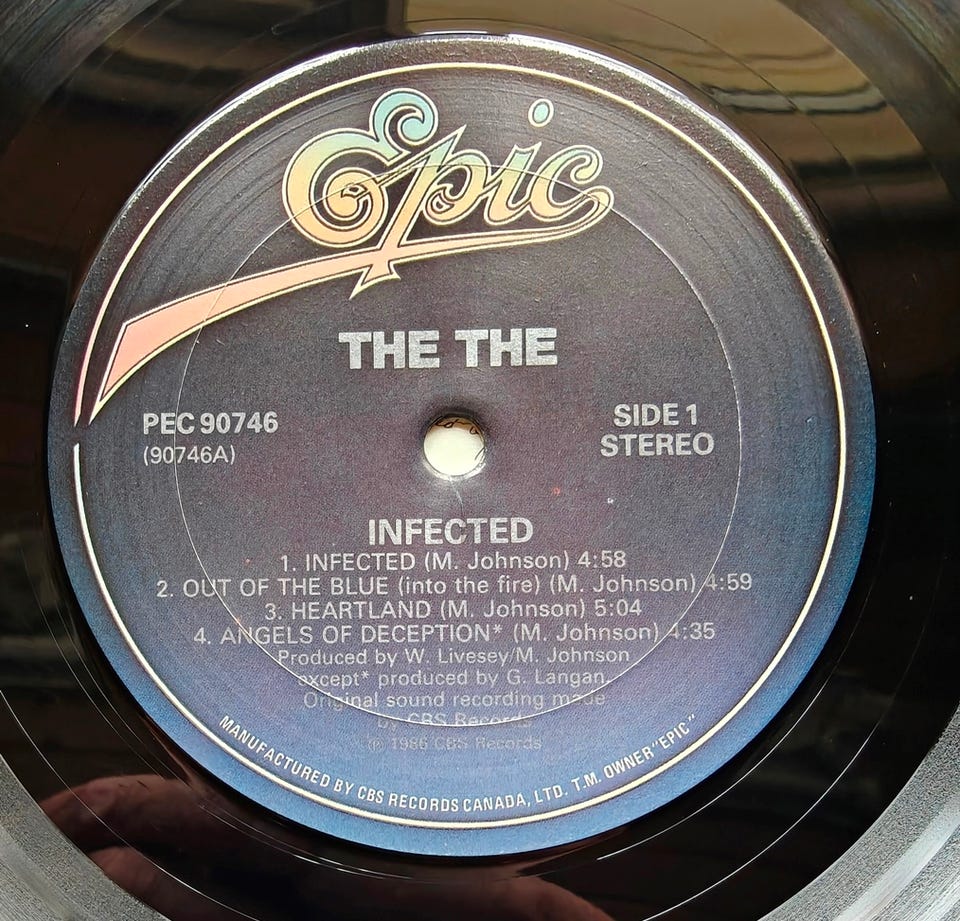 Epic
THE THE
PEC 90746
(90746A)
SIDE 1
STEREO
INFECTED
1. INFECTED (M. Johnson) 4:58
2. OUT OF THE BLUE (into the fire) (M. Johnson) 4:59
3. HEARTLAND (M. Johnson) 5:04
4. ANGELS OF DECEPTION* (M. Johnson) 4:35
Produced by W. Livesey/M. Johnson
except* produced by G. Langan.
Original sound recording made
by CBS Records
℗ 1986 CBS Records
MANUFACTURED BY CBS RECORDS CANADA, LTD. T.M. OWNER "EPIC"